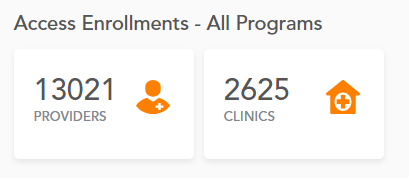 Access Enrollments - All Programs
13021
PROVIDERS
2625
CLINICS